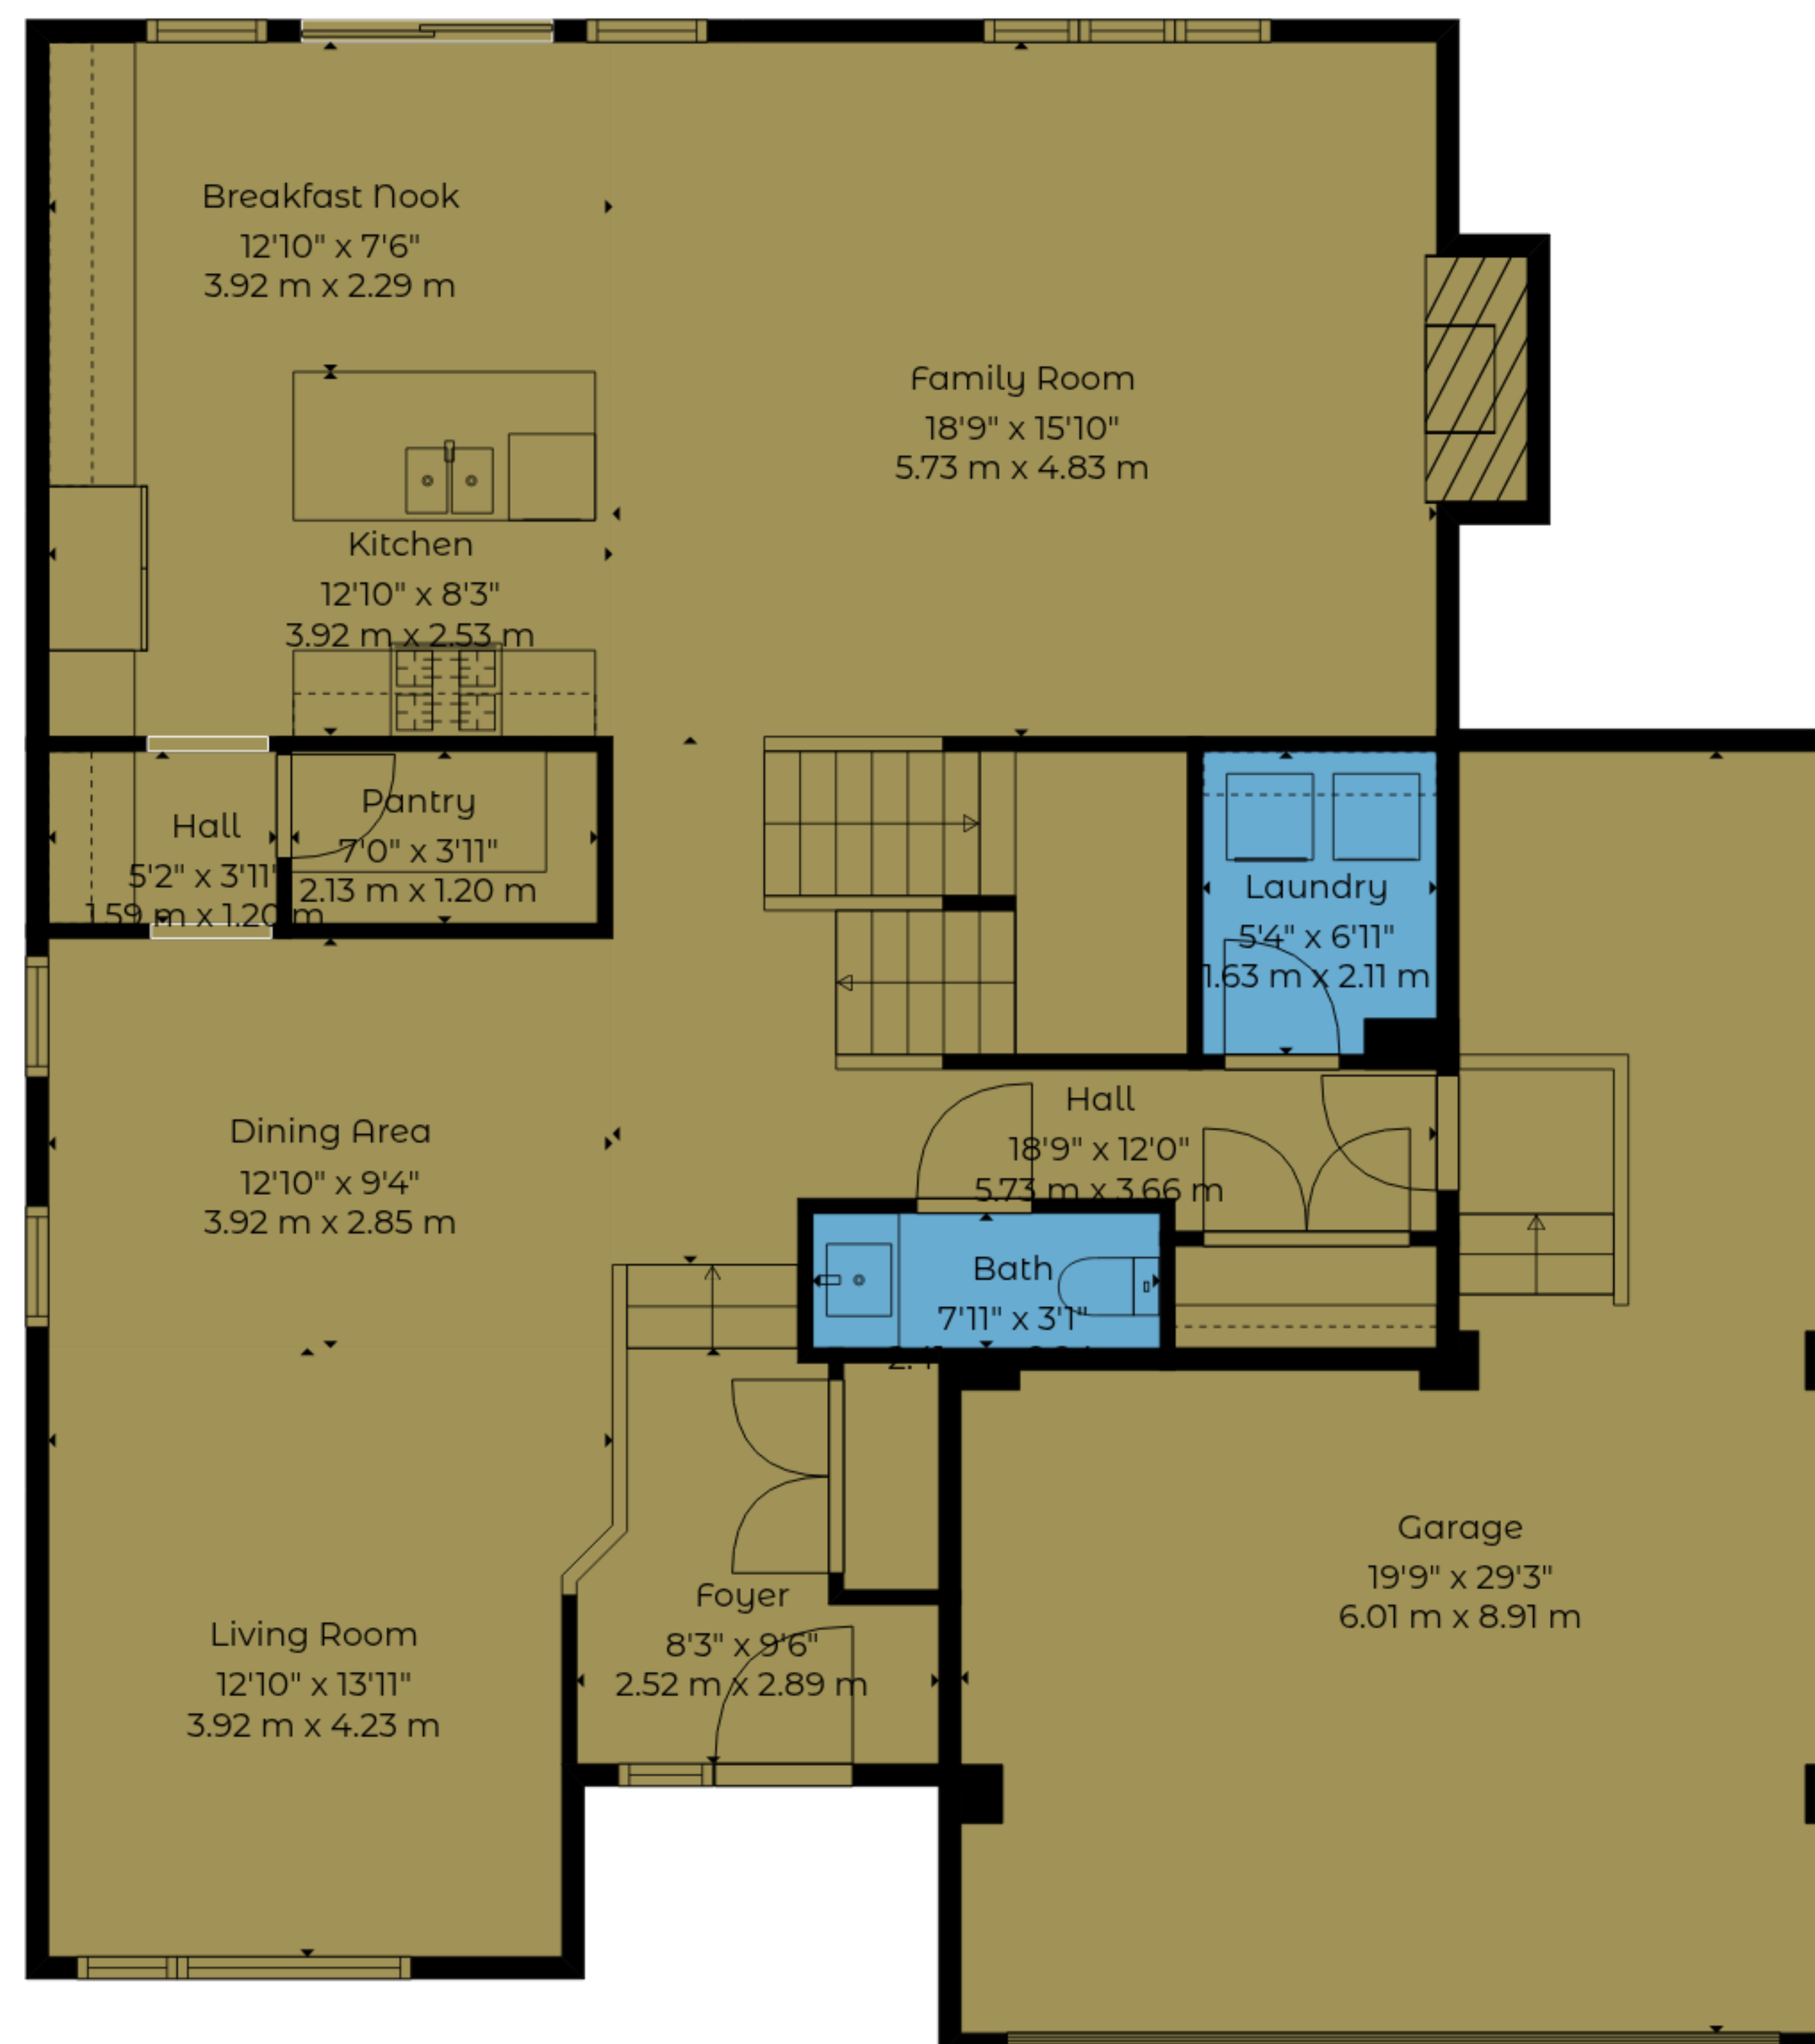 Breakfast Nook
12'10" x 7'6"
3.92 m x 2.29 m
Family Room
18'9" x 15'10"
5.73 m x 4.83 m
Kitchen
12'10" x 8'3"
3.92 m x 2.53 m
Hall
5'2" x 3'11"
1.59 m x 1.20 m
Pantry
7'0" x 3'11"
2.13 m x 1.20 m
Laundry
5'4" x 6'11"
1.63 m x 2.11 m
Hall
18'9" x 12'0"
5.73 m x 3.66 m
Dining Area
12'10" x 9'4"
3.92 m x 2.85 m
Bath
7'11" x 3'1"
Garage
19'9" x 29'3"
6.01 m x 8.91 m
Foyer
8'3" x 9'6"
2.52 m x 2.89 m
Living Room
12'10" x 13'11"
3.92 m x 4.23 m